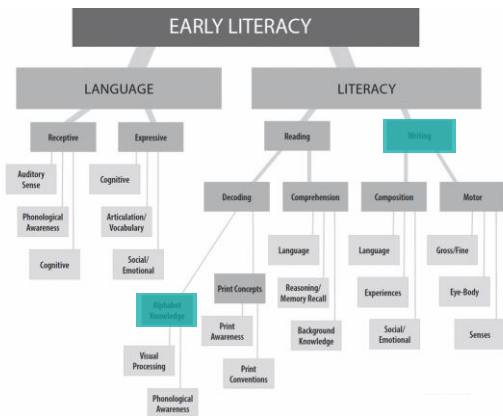 EARLY LITERACY
LANGUAGE
LITERACY
Receptive
Expressive
Reading
Writing
Auditory
Sense
Cognitive
Phonological
Awareness
Articulation/
Vocabulary
Cognitive
Social/
Emotional
Decoding
Comprehension
Composition
Motor
Alphabet
Knowledge
Print Concepts
Language
Language
Gross/Fine
Print
Awareness
Reasoning/
Memory Recall
Experiences
Eye-Body
Visual
Processing
Print
Conventions
Background
Knowledge
Social/
Emotional
Senses
Phonological
Awareness